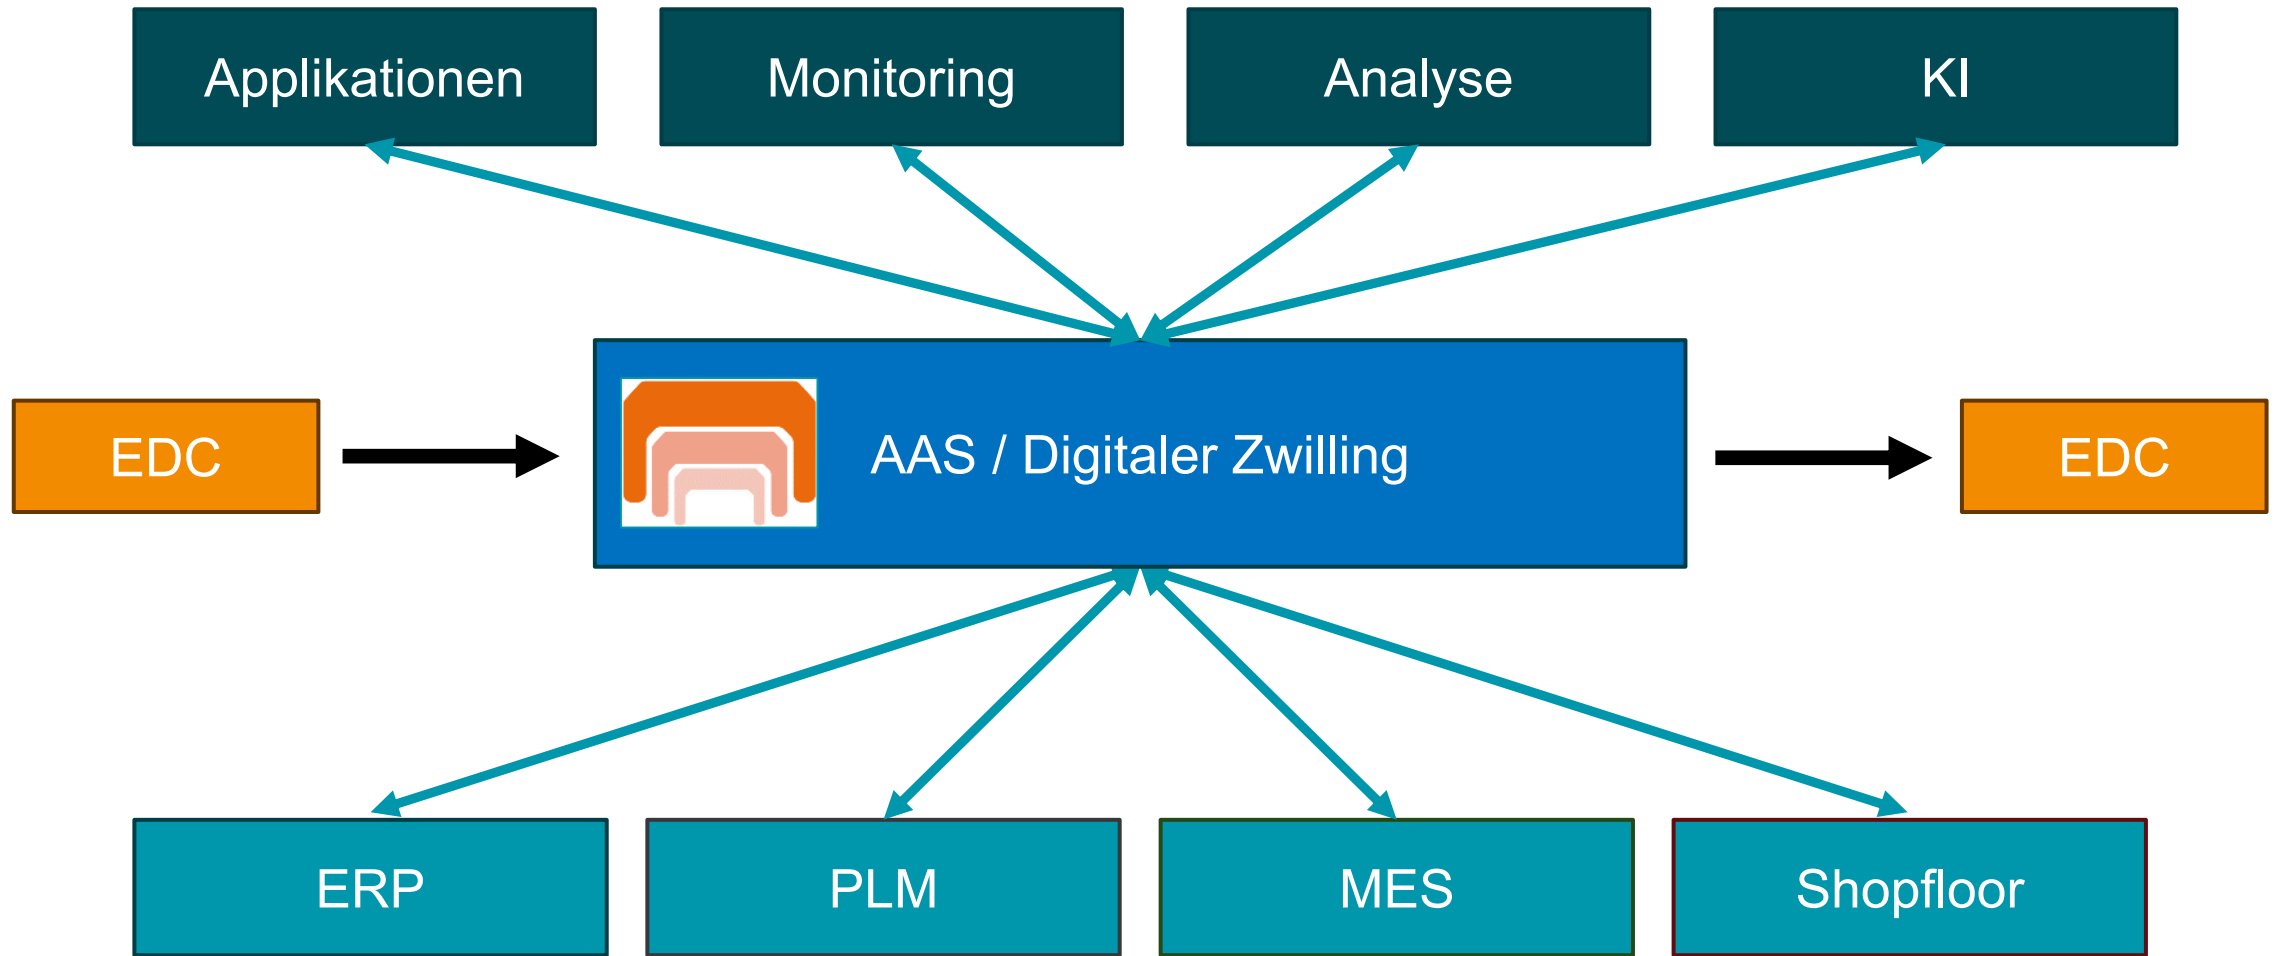 Applikationen
Monitoring
Analyse
KI
EDC
AAS / Digitaler Zwilling
EDC
ERP
PLM
MES
Shopfloor